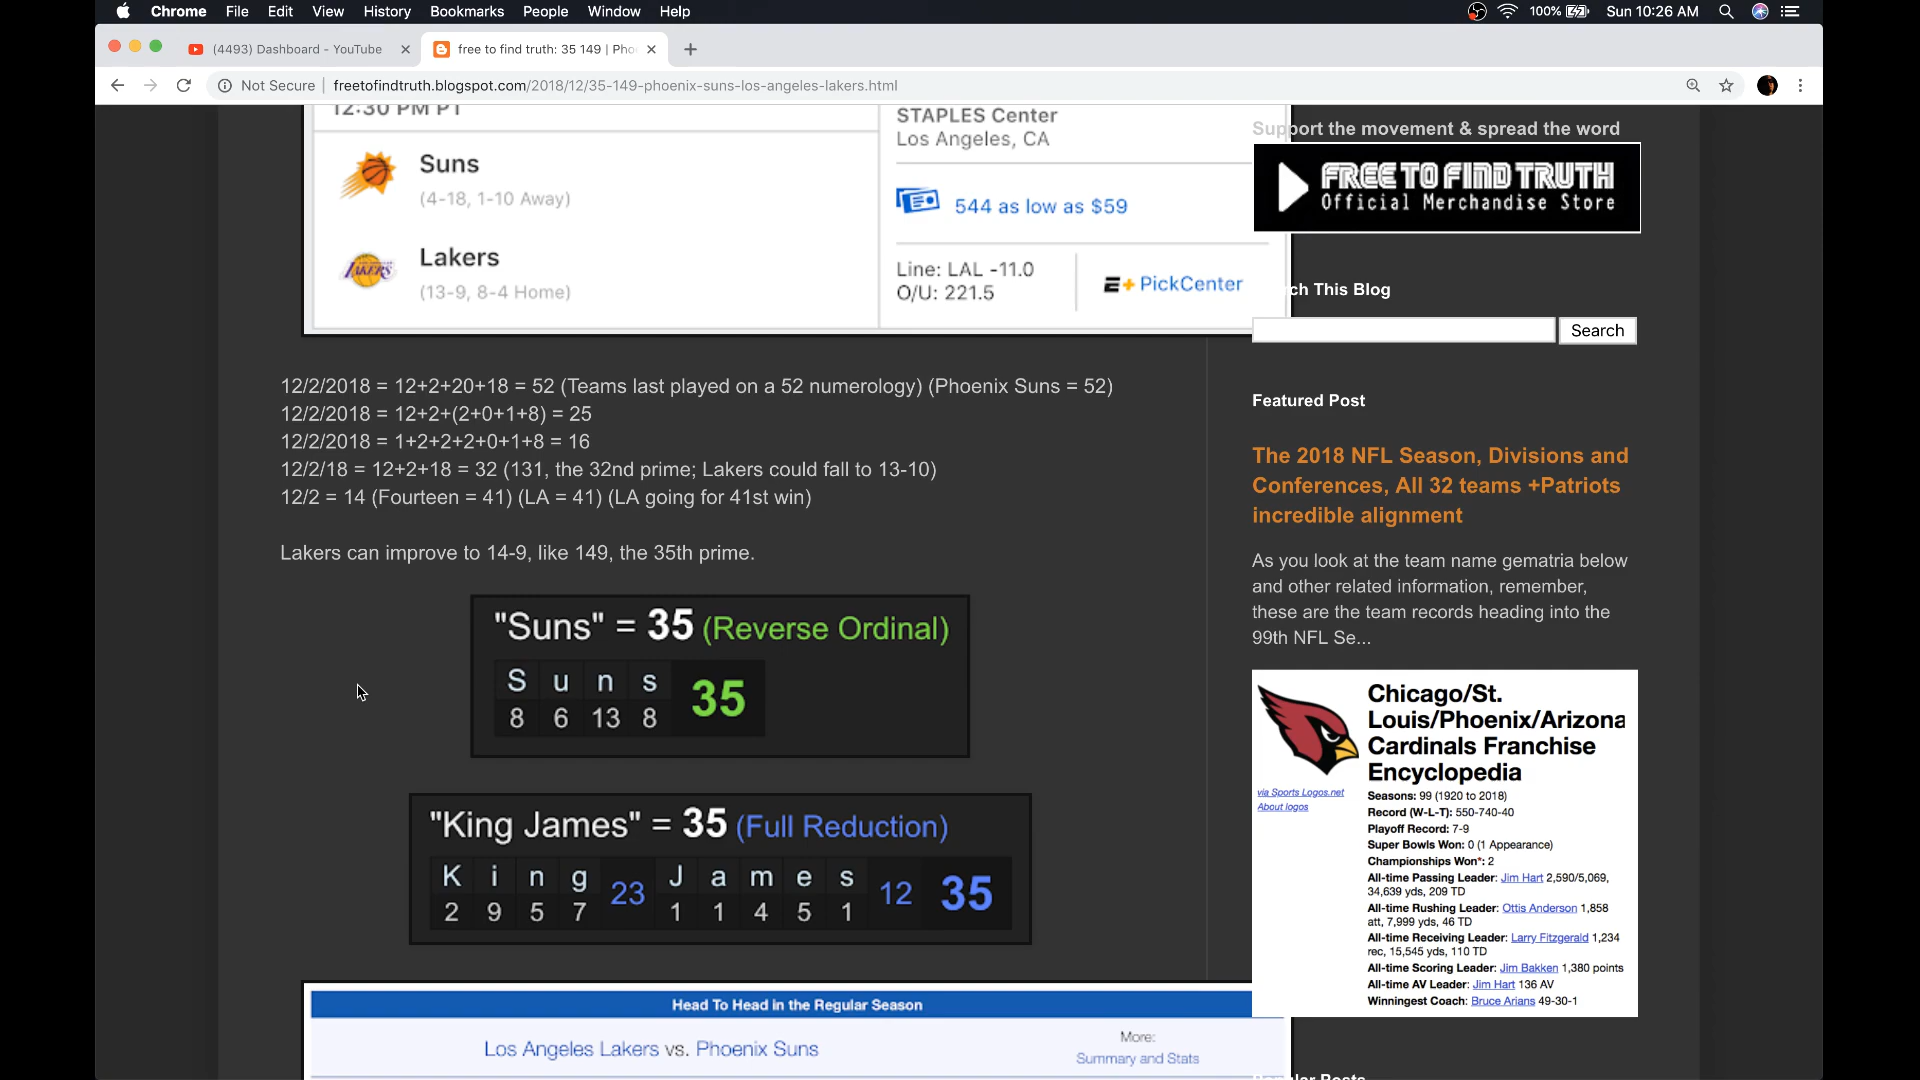 Chrome File Edit View History Bookmarks People Window Help 100% Sun 10:26 AM
(4493) Dashboard - YouTube
free to find truth: 35 149 | Pho
Not Secure | freetofindtruth.blogspot.com/2018/12/35-149-phoenix-suns-los-angeles-lakers.html
12:30 PM PT
Suns
(4-18, 1-10 Away)
Lakers
LAKERS
(13-9, 8-4 Home)
STAPLES Center
Los Angeles, CA
544 as low as $59
Line: LAL -11.0
O/U: 221.5
E+ PickCenter
12/2/2018 = 12+2+20+18 = 52 (Teams last played on a 52 numerology) (Phoenix Suns = 52)
12/2/2018 = 12+2+(2+0+1+8) = 25
12/2/2018 = 1+2+2+2+0+1+8 = 16
12/2/18 = 12+2+18 = 32 (131, the 32nd prime; Lakers could fall to 13-10)
12/2 = 14 (Fourteen = 41) (LA = 41) (LA going for 41st win)
Lakers can improve to 14-9, like 149, the 35th prime.
"Suns" = 35 (Reverse Ordinal)
S u n s 35
8 6 13 8
"King James" = 35 (Full Reduction)
K i n g 23 J a m e s 12 35
2 9 5 7 1 1 4 5 1
Head To Head in the Regular Season
Los Angeles Lakers vs. Phoenix Suns
More:
Summary and Stats
Support the movement & spread the word
FREE TO FIND TRUTH
Official Merchandise Store
ch This Blog
Search
Featured Post
The 2018 NFL Season, Divisions and
Conferences, All 32 teams +Patriots
incredible alignment
As you look at the team name gematria below
and other related information, remember,
these are the team records heading into the
99th NFL Se...
via Sports Logos.net
About logos
Chicago/St.
Louis/Phoenix/Arizona
Cardinals Franchise
Encyclopedia
Seasons: 99 (1920 to 2018)
Record (W-L-T): 550-740-40
Playoff Record: 7-9
Super Bowls Won: 0 (1 Appearance)
Championships Won*: 2
All-time Passing Leader: Jim Hart 2,590/5,069,
34,639 yds, 209 TD
All-time Rushing Leader: Ottis Anderson 1,858
att, 7,999 yds, 46 TD
All-time Receiving Leader: Larry Fitzgerald 1,234
rec, 15,545 yds, 110 TD
All-time Scoring Leader: Jim Bakken 1,380 points
All-time AV Leader: Jim Hart 136 AV
Winningest Coach: Bruce Arians 49-30-1